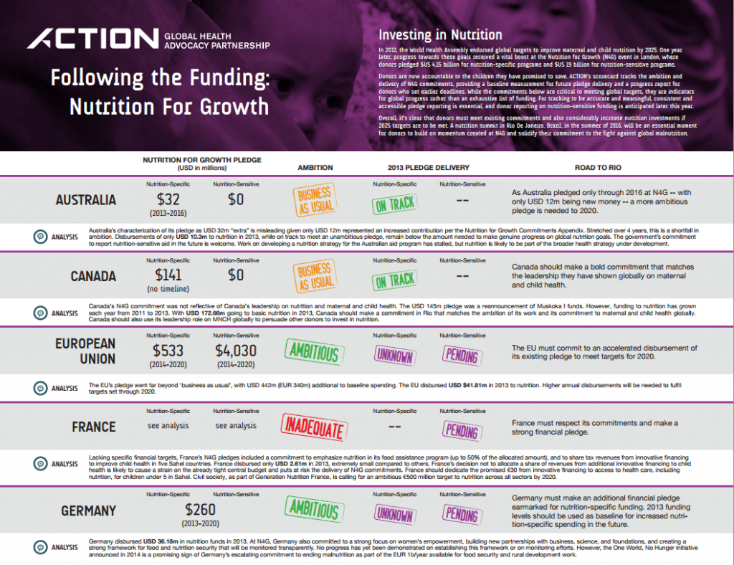 ACTION GLOBAL HEALTH
ADVOCACY PARTNERSHIP
Following the Funding:
Nutrition For Growth
Investing in Nutrition
In 2012, the World Health Assembly endorsed global targets to improve maternal and child nutrition by 2025. One year
later, progress towards these goals received a vital boost at the Nutrition for Growth (N4G) event in London, where
donors pledged $US 4.15 billion for nutrition-specific programs and $US 19 billion for nutrition-sensitive programs.
Donors are now accountable to the children they have promised to save. ACTION's scorecard tracks the ambition and
delivery of N4G commitments, providing a baseline measurement for future pledge delivery and a progress report for
donors who set earlier deadlines. While the commitments below are critical to meeting global targets, they are indicators
for global progress rather than an exhaustive list of funding. For tracking to be accurate and meaningful, consistent and
accessible pledge reporting is essential, and donor reporting on nutrition-sensitive funding is anticipated later this year.
Overall, it's clear that donors must meet existing commitments and also considerably increase nutrition investments if
2025 targets are to be met. A nutrition summit in Rio De Janeiro, Brazil, in the summer of 2016, will be an essential moment
for donors to build on momentum created at N4G and solidify their commitment to the fight against global malnutrition.
NUTRITION FOR GROWTH PLEDGE
(USD in millions)
AMBITION
2013 PLEDGE DELIVERY
ROAD TO RIO
AUSTRALIA
Nutrition-Specific
$32
(2013-2016)
Nutrition-Sensitive
$0
BUSINESS
AS USUAL
Nutrition-Specific
ON TRACK
Nutrition-Sensitive
--
As Australia pledged only through 2016 at N4G -- with
only USD 12m being new money -- a more ambitious
pledge is needed to 2020.
ANALYSIS
Australia's characterization of its pledge as USD 32m "extra" is misleading given only USD 12m represented an increased contribution per the Nutrition for Growth Commitments Appendix. Stretched over 4 years, this is a shortfall in
ambition. Disbursements of only USD 10.3m to nutrition in 2013, while on track to meet an unambitious pledge, remain below the amount needed to make genuine progress on global nutrition goals. The government's commitment
to report nutrition-sensitive aid in the future is welcome. Work on developing a nutrition strategy for the Australian aid program has stalled, but nutrition is likely to be part of the broader health strategy under development.
CANADA
Nutrition-Specific
$141
(no timeline)
Nutrition-Sensitive
$0
BUSINESS
AS USUAL
Nutrition-Specific
ON TRACK
Nutrition-Sensitive
--
Canada should make a bold commitment that matches
the leadership they have shown globally on maternal
and child health.
ANALYSIS
Canada's N4G commitment was not reflective of Canada's leadership on nutrition and maternal and child health. The USD 145m pledge was a reannouncement of Muskoka I funds. However, funding to nutrition has grown
each year from 2011 to 2013. With USD 172.66m going to basic nutrition in 2013, Canada should make a commitment in Rio that matches the ambition of its work and its commitment to maternal and child health globally.
Canada should also use its leadership role on MNCH globally to persuade other donors to invest in nutrition.
EUROPEAN
UNION
Nutrition-Specific
$533
(2014-2020)
Nutrition-Sensitive
$4,030
(2014-2020)
AMBITIOUS
Nutrition-Specific
UNKNOWN
Nutrition-Sensitive
PENDING
The EU must commit to an accelerated disbursement of
its existing pledge to meet targets for 2020.
ANALYSIS
The EU's pledge went far beyond 'business as usual', with USD 442m (EUR 340m) additional to baseline spending. The EU disbursed USD $41.81m in 2013 to nutrition. Higher annual disbursements will be needed to fulfil
targets set through 2020.
FRANCE
Nutrition-Specific
see analysis
Nutrition-Sensitive
see analysis
INADEQUATE
Nutrition-Specific
--
Nutrition-Sensitive
PENDING
France must respect its commitments and make a
strong financial pledge.
ANALYSIS
Lacking specific financial targets, France's N4G pledges included a commitment to emphasize nutrition in its food assistance program (up to 50% of the allocated amount), and to share tax revenues from innovative financing
to improve child health in five Sahel countries. France disbursed only USD 2.61m in 2013, extremely small compared to others. France's decision not to allocate a share of revenues from additional innovative financing to child
health is likely to cause a strain on the already tight central budget and puts at risk the delivery of N4G commitments. France should dedicate the promised €30 from innovative financing to access to health care, including
nutrition, for children under 5 in Sahel. Civil society, as part of Generation Nutrition France, is calling for an ambitious €500 million target to nutrition across all sectors by 2020.
GERMANY
Nutrition-Specific
Nutrition-Sensitive
$260
(2013-2020)
AMBITIOUS
Nutrition-Specific
UNKNOWN
Nutrition-Sensitive
PENDING
Germany must make an additional financial pledge
earmarked for nutrition-specific funding. 2013 funding
levels should be used as baseline for increased nutri-
tion-specific spending in the future.
ANALYSIS
Germany disbursed USD 36.18m in nutrition funds in 2013. At N4G, Germany also committed to a strong focus on women's empowerment, building new partnerships with business, science, and foundations, and creating a
strong framework for food and nutrition security that will be monitored transparently. No progress has yet been demonstrated on establishing this framework or on monitoring efforts. However, the One World, No Hunger initiative
announced in 2014 is a promising sign of Germany's escalating commitment to ending malnutrition as part of the EUR 1b/year available for food security and rural development work.